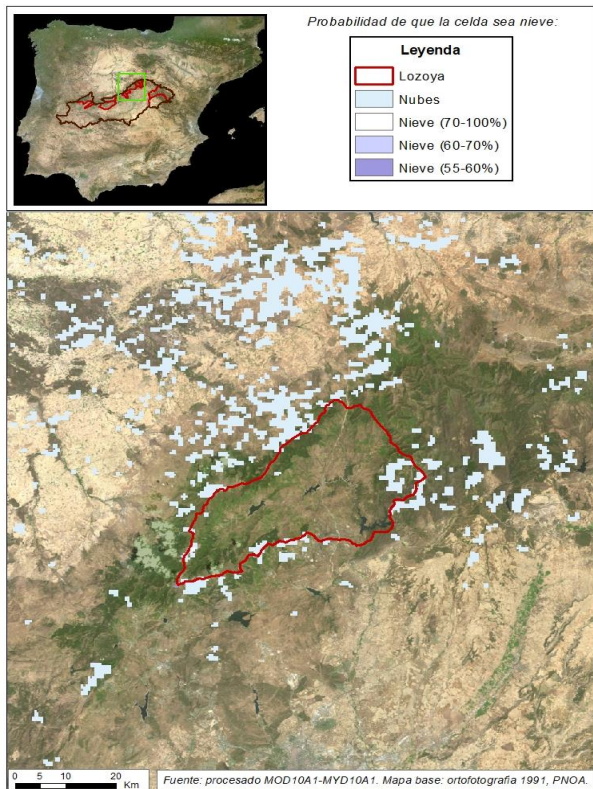 Probabilidad de que la celda sea nieve:
Leyenda
Lozoya
Nubes
Nieve (70-100%)
Nieve (60-70%)
Nieve (55-60%)
0 5 10 20
Km
Fuente: procesado MOD10A1-MYD10A1. Mapa base: ortofotografia 1991, PNOA.